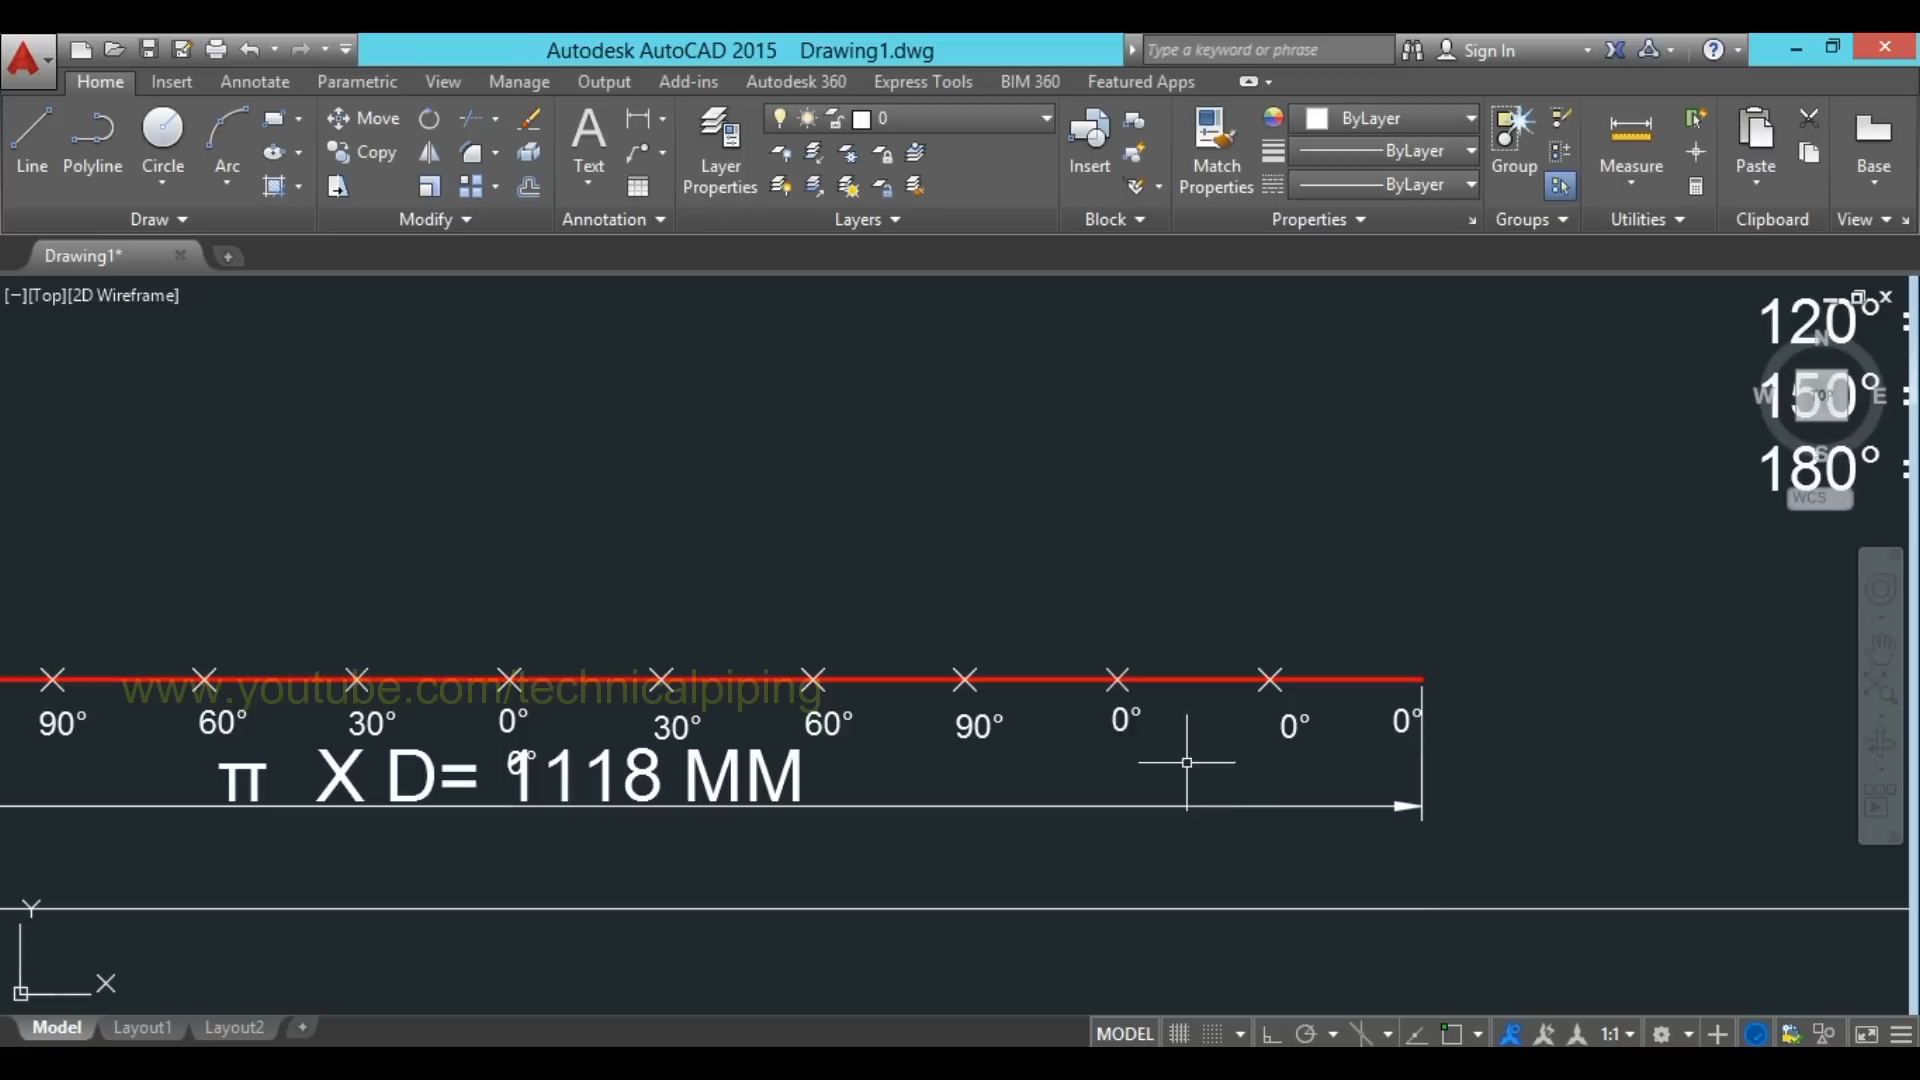 Autodesk AutoCAD 2015 Drawing1.dwg
Type a keyword or phrase
Sign In
Home Insert Annotate Parametric View Manage Output Add-ins Autodesk 360 Express Tools BIM 360 Featured Apps
Line Polyline Circle Arc
Move
Copy
Text
Layer Properties
0
Insert
Match Properties
ByLayer
ByLayer
ByLayer
Group
Measure
Paste
Base
Draw Modify Annotation Layers Block Properties Groups Utilities Clipboard View
Drawing1*
[−][Top][2D Wireframe]
120° :
150° :
180° :
N
W TOP E
S
WCS
www.youtube.com/technicalpiping
90° 60° 30° 0° 30° 60° 90° 0° 0° 0°
0°
π X D= 1118 MM
Y
X
Model Layout1 Layout2
MODEL
1:1